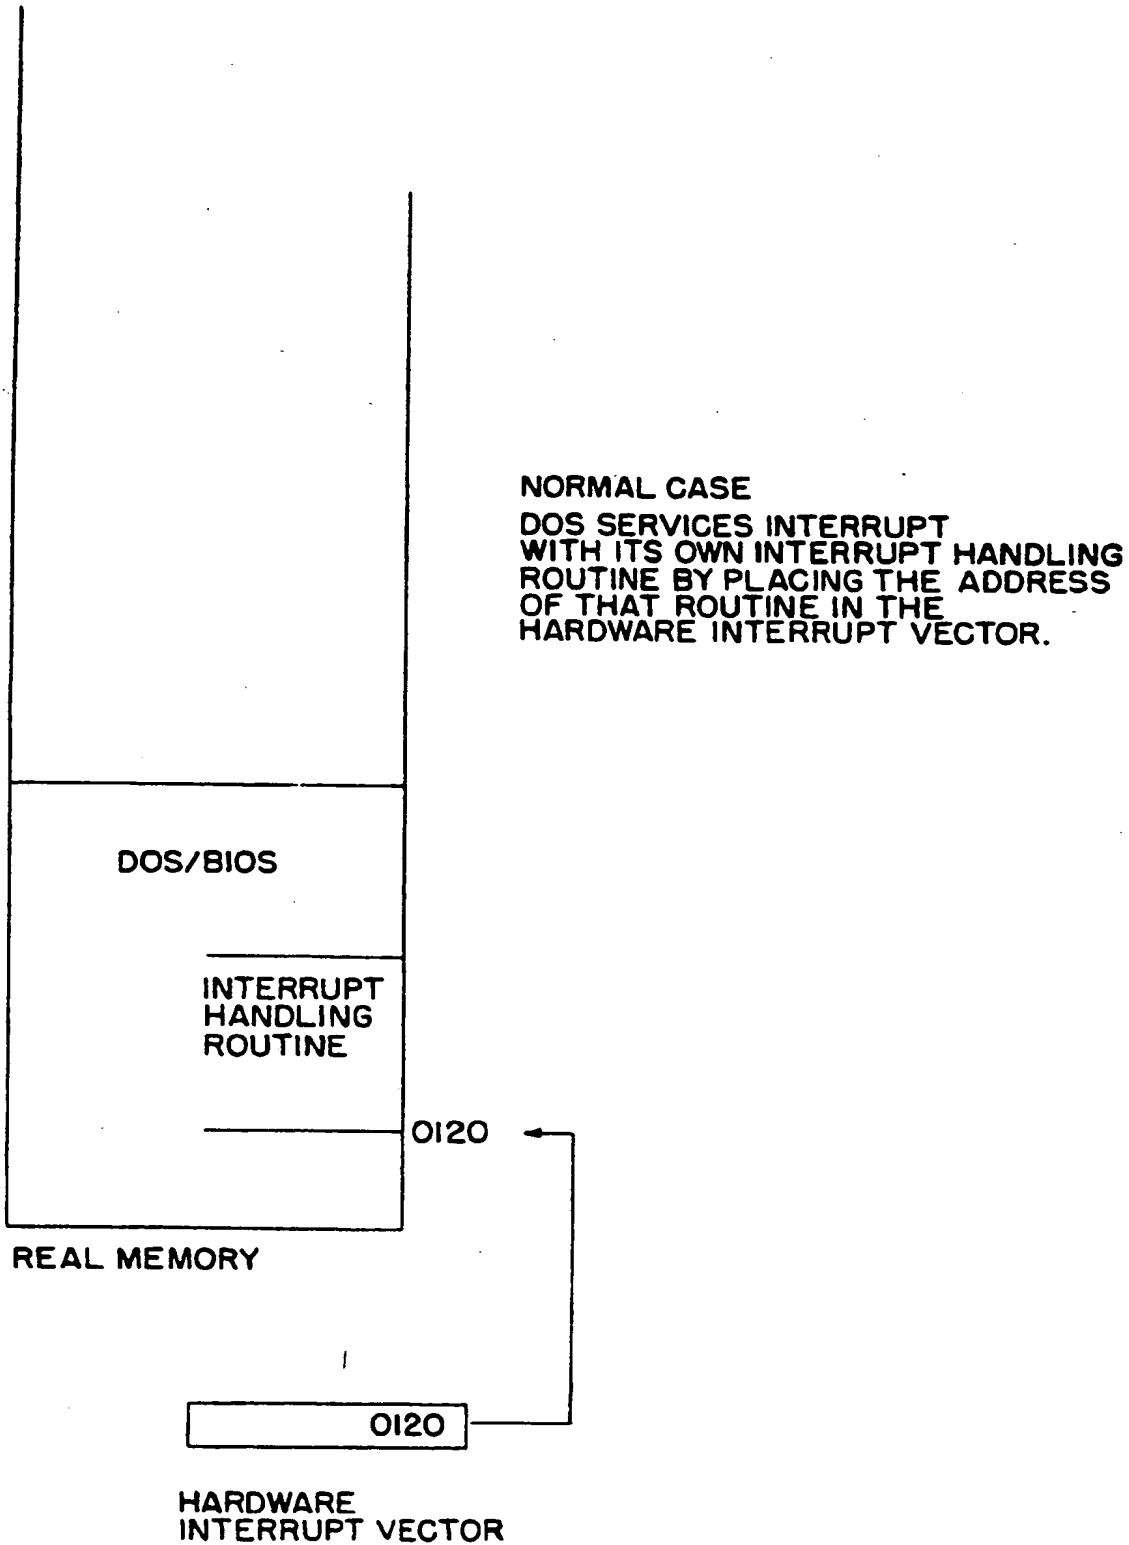 NORMAL CASE
DOS SERVICES INTERRUPT
WITH ITS OWN INTERRUPT HANDLING
ROUTINE BY PLACING THE ADDRESS
OF THAT ROUTINE IN THE
HARDWARE INTERRUPT VECTOR.
DOS/BIOS
INTERRUPT
HANDLING
ROUTINE
0120
REAL MEMORY
0120
HARDWARE
INTERRUPT VECTOR